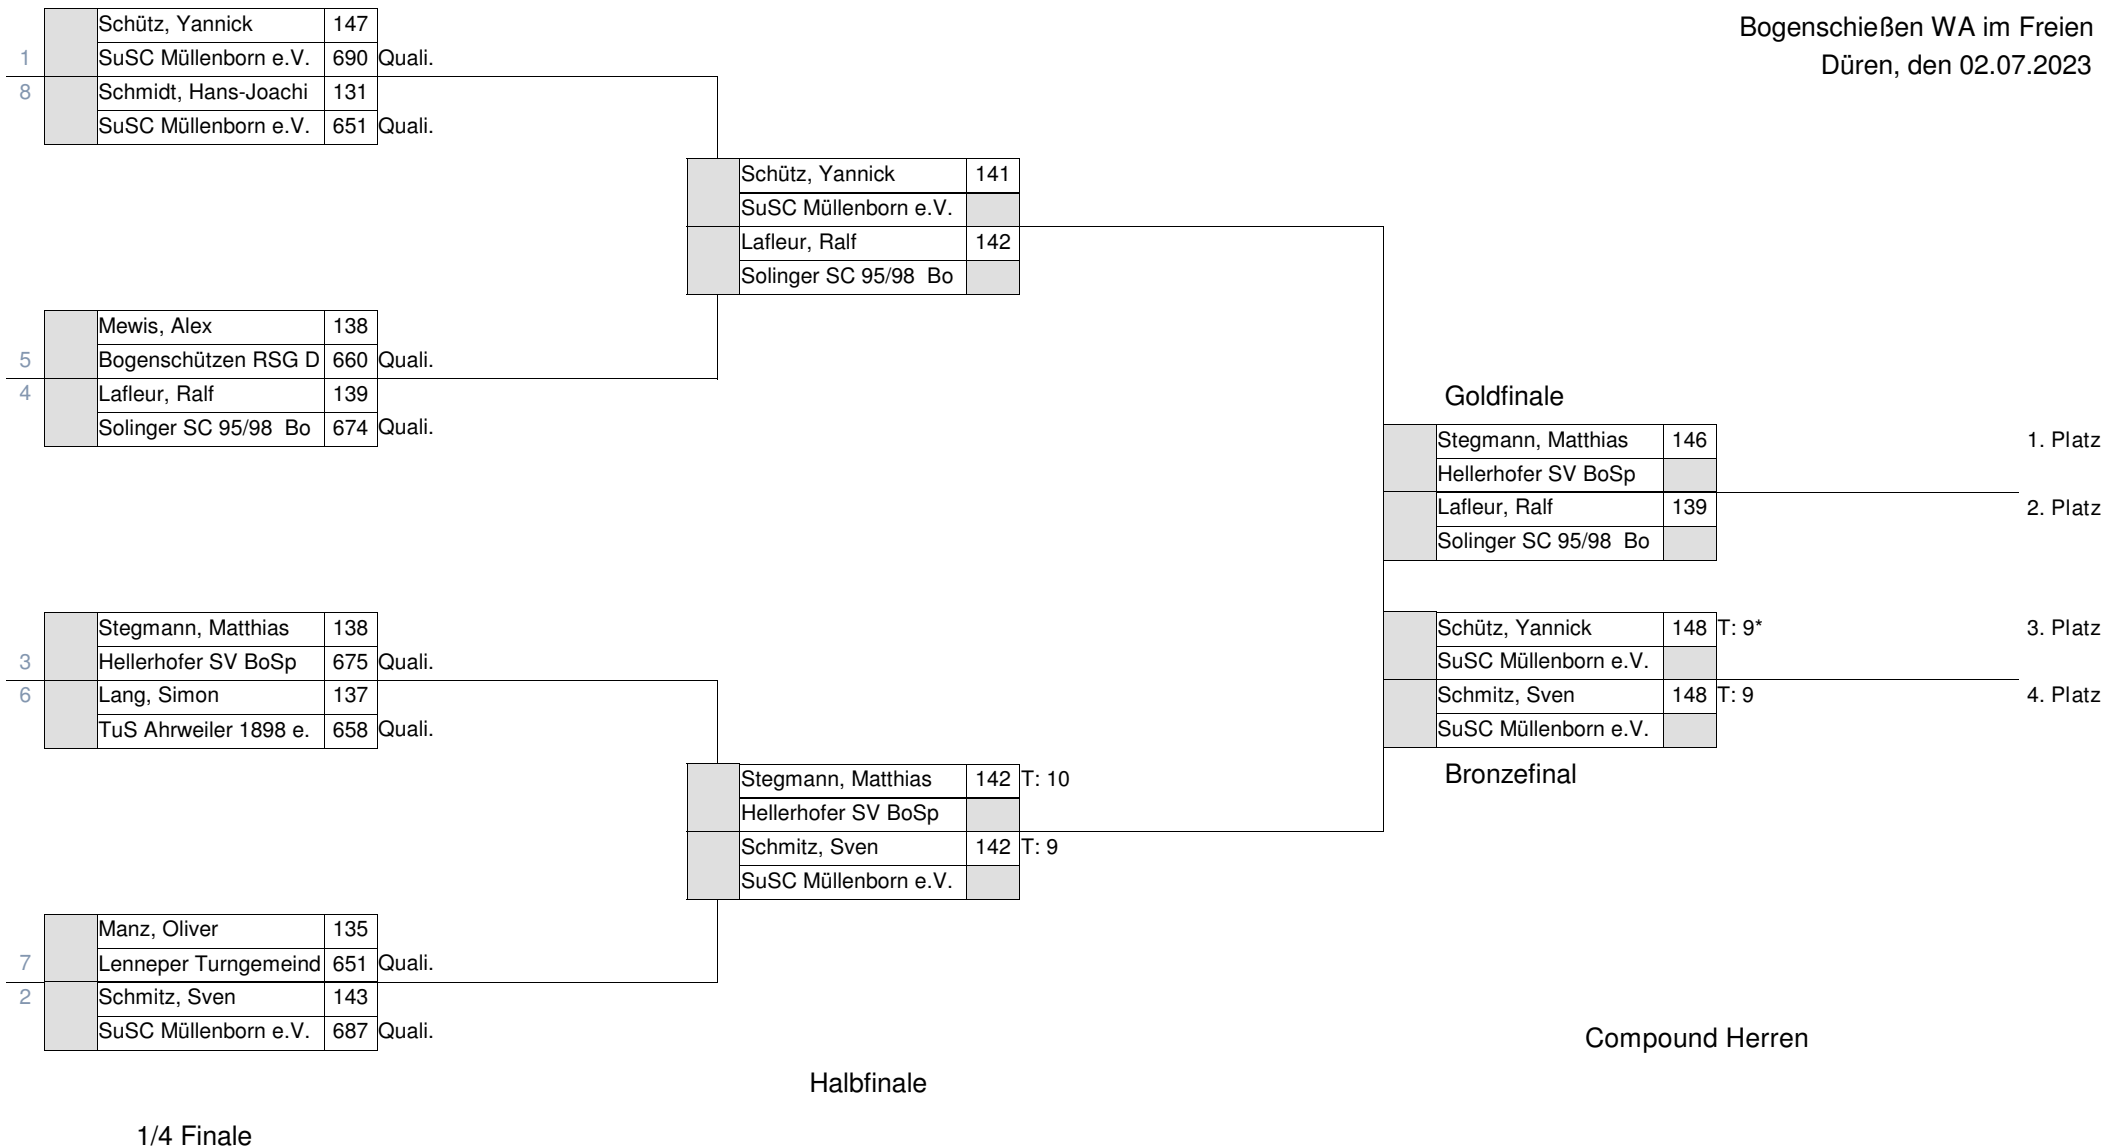 Bogenschießen WA im Freien
Düren, den 02.07.2023
Schütz, Yannick 147
1 SuSC Müllenborn e.V. 690 Quali.
8 Schmidt, Hans-Joachi 131
SuSC Müllenborn e.V. 651 Quali.
Schütz, Yannick 141
SuSC Müllenborn e.V.
Lafleur, Ralf 142
Solinger SC 95/98 Bo
Mewis, Alex 138
5 Bogenschützen RSG D 660 Quali.
4 Lafleur, Ralf 139
Solinger SC 95/98 Bo 674 Quali.
Goldfinale
Stegmann, Matthias 146 1. Platz
Hellerhofer SV BoSp
Lafleur, Ralf 139 2. Platz
Solinger SC 95/98 Bo
Stegmann, Matthias 138
3 Hellerhofer SV BoSp 675 Quali.
6 Lang, Simon 137
TuS Ahrweiler 1898 e. 658 Quali.
Schütz, Yannick 148 T: 9* 3. Platz
SuSC Müllenborn e.V.
Schmitz, Sven 148 T: 9 4. Platz
SuSC Müllenborn e.V.
Bronzefinal
Stegmann, Matthias 142 T: 10
Hellerhofer SV BoSp
Schmitz, Sven 142 T: 9
SuSC Müllenborn e.V.
Manz, Oliver 135
7 Lenneper Turngemeind 651 Quali.
2 Schmitz, Sven 143
SuSC Müllenborn e.V. 687 Quali.
Compound Herren
Halbfinale
1/4 Finale